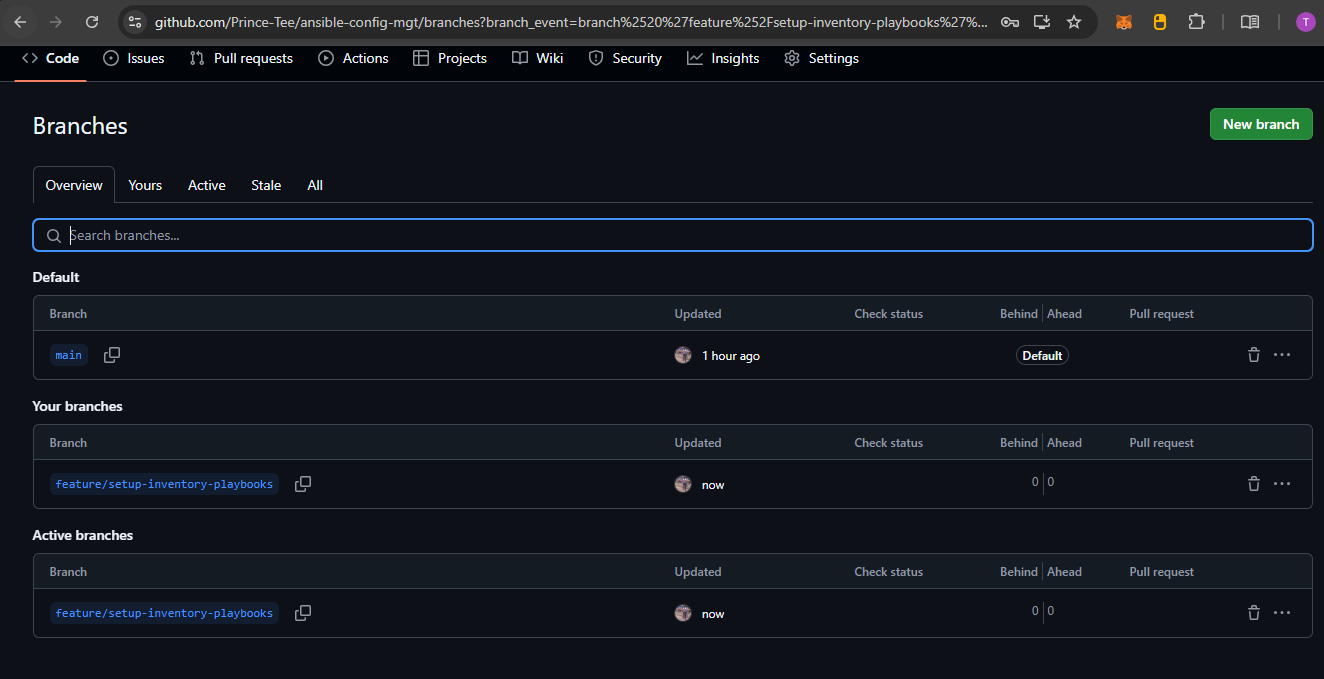 github.com/Prince-Tee/ansible-config-mgt/branches?branch_event=branch%2520%27feature%252Fsetup-inventory-playbooks%27%...
T
Code Issues Pull requests Actions Projects Wiki Security Insights Settings
Branches
New branch
Overview Yours Active Stale All
Search branches...
Default
Branch Updated Check status Behind Ahead Pull request
main 1 hour ago Default
Your branches
Branch Updated Check status Behind Ahead Pull request
feature/setup-inventory-playbooks now 0 0
Active branches
Branch Updated Check status Behind Ahead Pull request
feature/setup-inventory-playbooks now 0 0